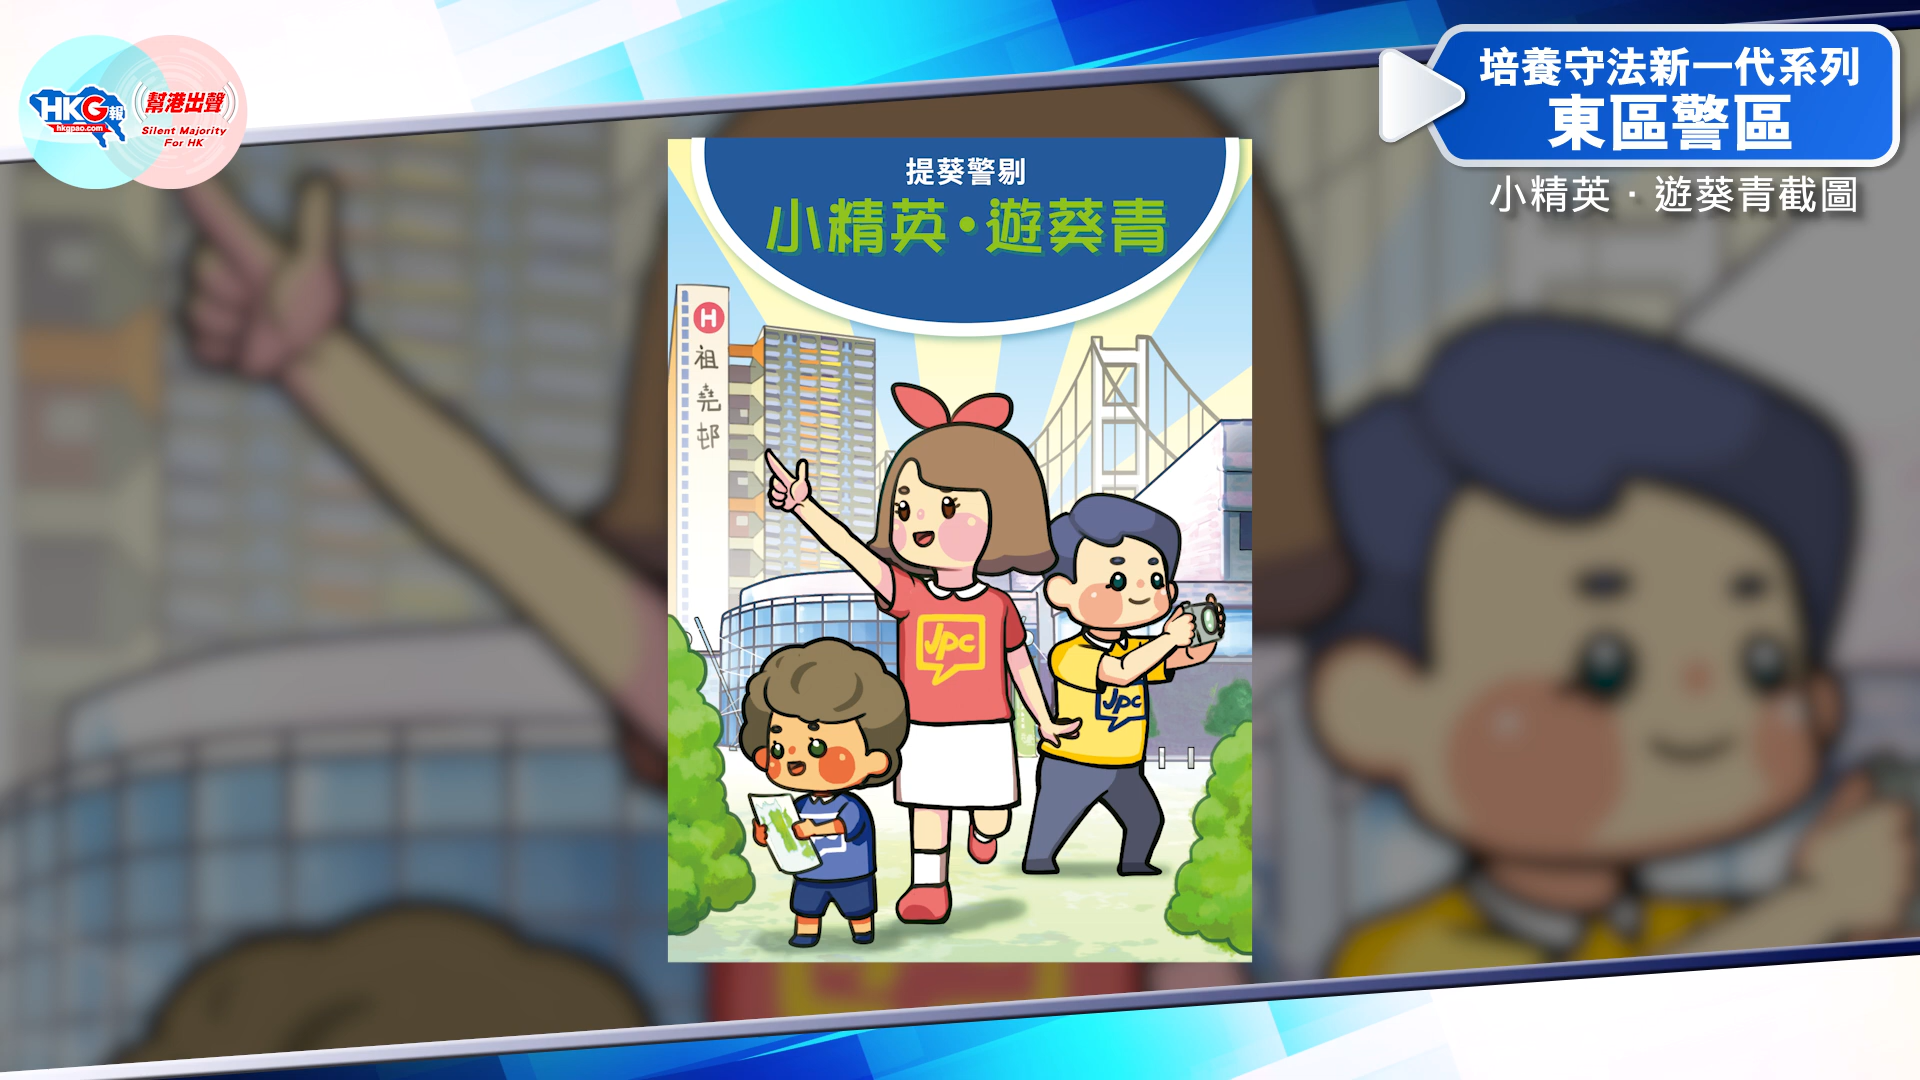 HKG報
hkgpao.com
幫港出聲
Silent Majority
For HK
培養守法新一代系列
東區警區
小精英·遊葵青截圖
提葵警剔
小精英·遊葵青
H
祖堯邨
JPC
JPC